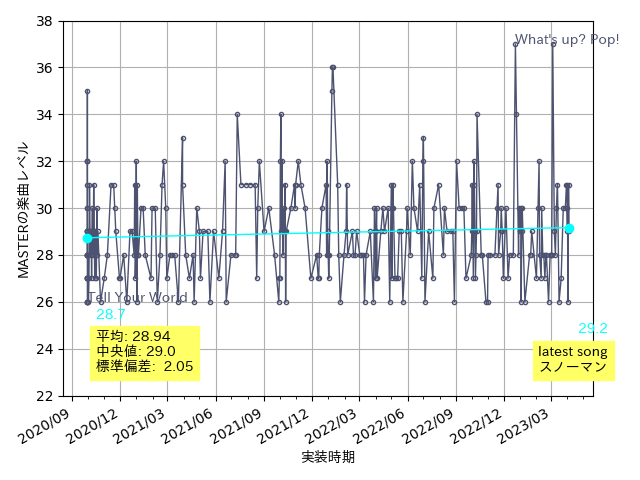 What's up? Pop!
MASTERの楽曲レベル
38
36
34
32
30
28
26
24
22
Tell Your World
28.7
29.2
平均: 28.94
中央値: 29.0
標準偏差: 2.05
latest song
スノーマン
2020/09
2020/12
2021/03
2021/06
2021/09
2021/12
2022/03
2022/06
2022/09
2022/12
2023/03
実装時期